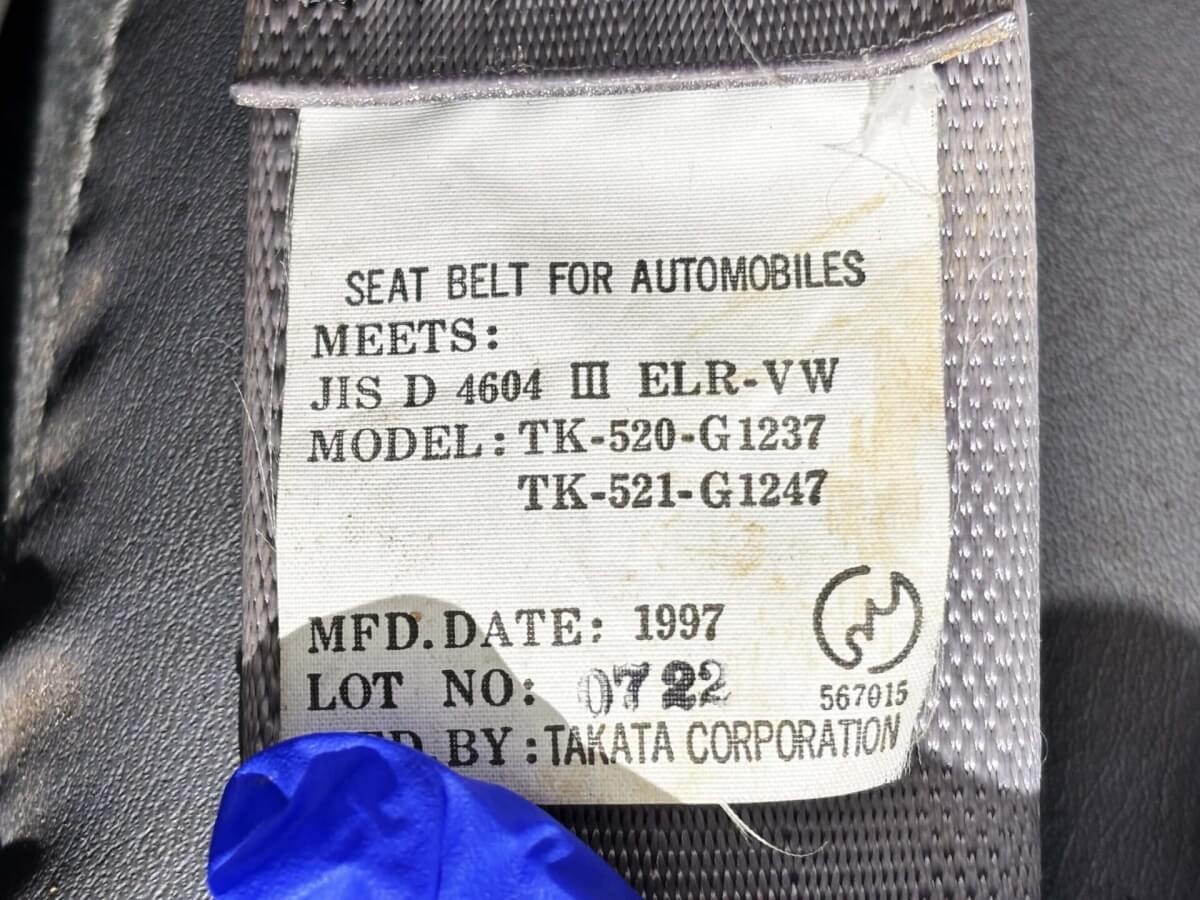 SEAT BELT FOR AUTOMOBILES
MEETS:
JIS D 4604 III ELR-VW
MODEL: TK-520-G1237
TK-521-G1247
MFD. DATE: 1997
LOT NO: 0722
567015
BY: TAKATA CORPORATION